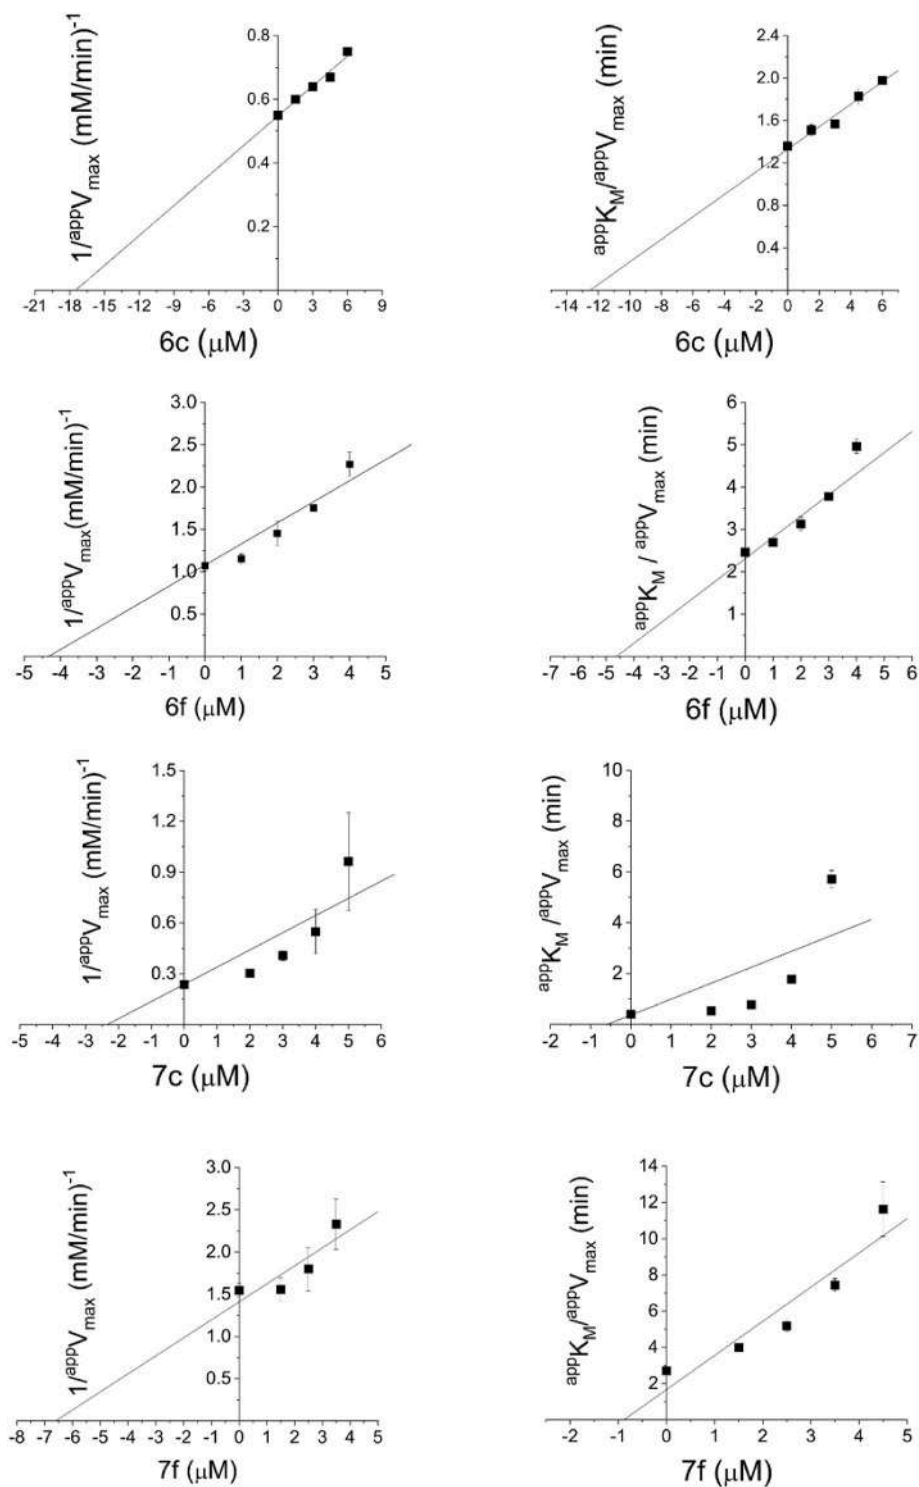 1/appVmax (mM/min)-1
0.8
0.6
0.4
0.2
-21 -18 -15 -12 -9 -6 -3 0 3 6 9
6c (μM)
appKM/appVmax (min)
2.4
2.0
1.6
1.2
0.8
0.4
-14 -12 -10 -8 -6 -4 -2 0 2 4 6
6c (μM)
1/appVmax(mM/min)-1
3.0
2.5
2.0
1.5
1.0
0.5
-5 -4 -3 -2 -1 0 1 2 3 4 5
6f (μM)
appKM / appVmax (min)
6
5
4
3
2
1
-7 -6 -5 -4 -3 -2 -1 0 1 2 3 4 5 6
6f (μM)
1/appVmax (mM/min)-1
1.5
1.2
0.9
0.6
0.3
-5 -4 -3 -2 -1 0 1 2 3 4 5 6
7c (μM)
appKM /appVmax (min)
10
8
6
4
2
-2 -1 0 1 2 3 4 5 6 7
7c (μM)
1/appVmax (mM/min)-1
3.0
2.5
2.0
1.5
1.0
0.5
-8 -7 -6 -5 -4 -3 -2 -1 0 1 2 3 4 5
7f (μM)
appKM/appVmax (min)
14
12
10
8
6
4
2
-2 -1 0 1 2 3 4 5
7f (μM)